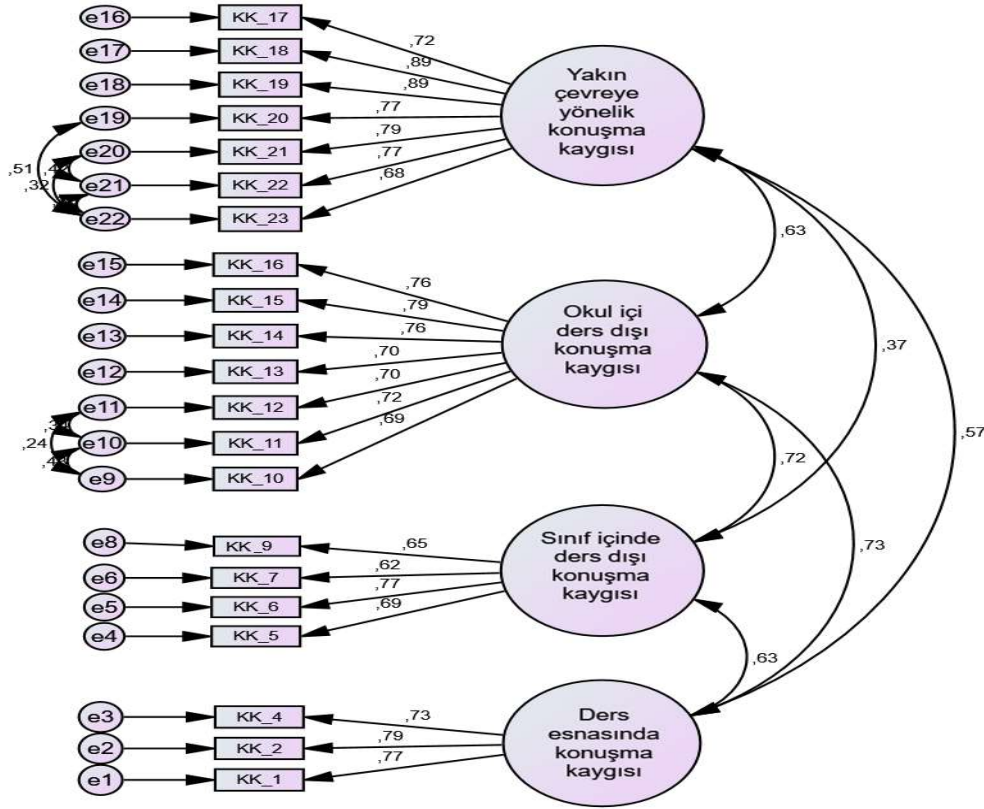 e16 KK_17 ,72
e17 KK_18 ,89
e18 KK_19 ,89
e19 KK_20 ,77
e20 KK_21 ,79
e21 KK_22 ,77
e22 KK_23 ,68
,51
,32
Yakın
çevreye
yönelik
konuşma
kaygısı
,63
e15 KK_16 ,76
e14 KK_15 ,79
e13 KK_14 ,76
e12 KK_13 ,70
e11 KK_12 ,70
e10 KK_11 ,72
e9 KK_10 ,69
,24
Okul içi
ders dışı
konuşma
kaygısı
,37
,57
,72
,73
e8 KK_9 ,65
e6 KK_7 ,62
e5 KK_6 ,77
e4 KK_5 ,69
Sınıf içinde
ders dışı
konuşma
kaygısı
,63
e3 KK_4 ,73
e2 KK_2 ,79
e1 KK_1 ,77
Ders
esnasında
konuşma
kaygısı